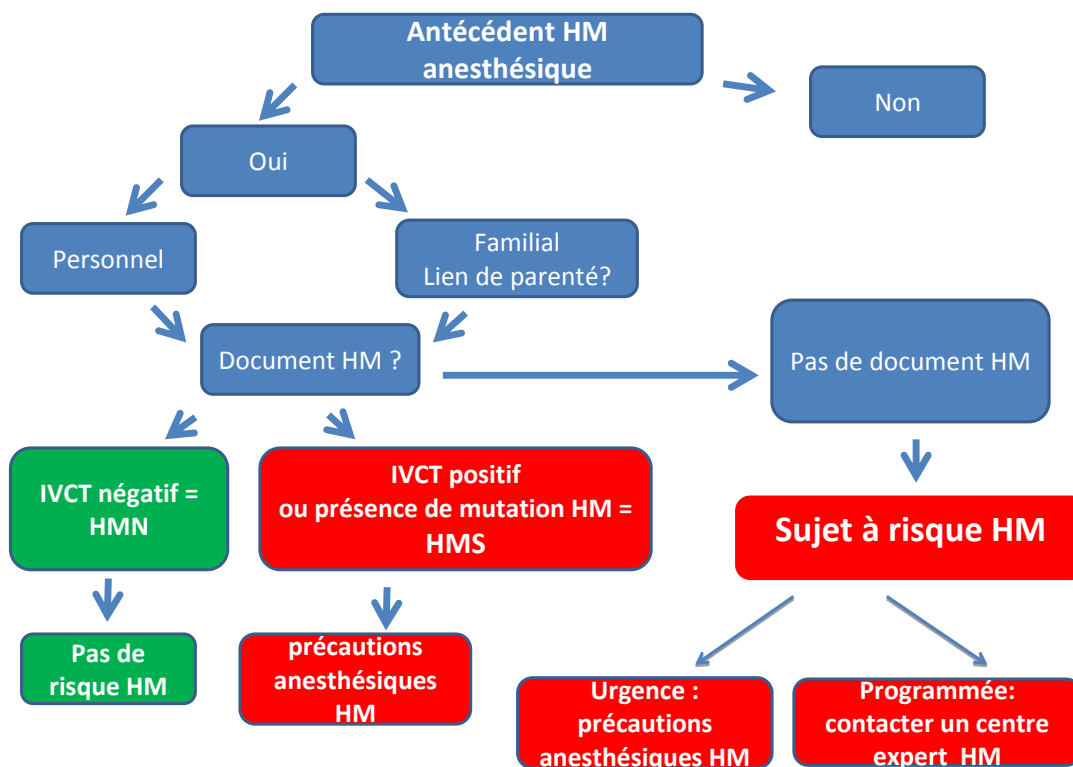 Antécédent HM
anesthésique
Non
Oui
Personnel
Familial
Lien de parenté?
Document HM ?
Pas de document HM
IVCT négatif =
HMN
IVCT positif
ou présence de mutation HM =
HMS
Sujet à risque HM
Pas de
risque HM
précautions
anesthésiques
HM
Urgence :
précautions
anesthésiques HM
Programmée:
contacter un centre
expert HM